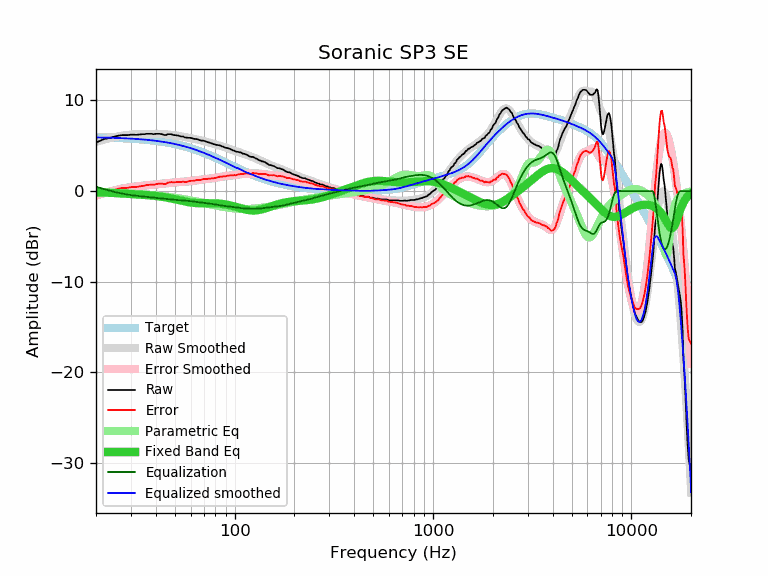 Soranic SP3 SE
Amplitude (dBr)
10
0
−10
−20
−30
Target
Raw Smoothed
Error Smoothed
Raw
Error
Parametric Eq
Fixed Band Eq
Equalization
Equalized smoothed
100
1000
10000
Frequency (Hz)